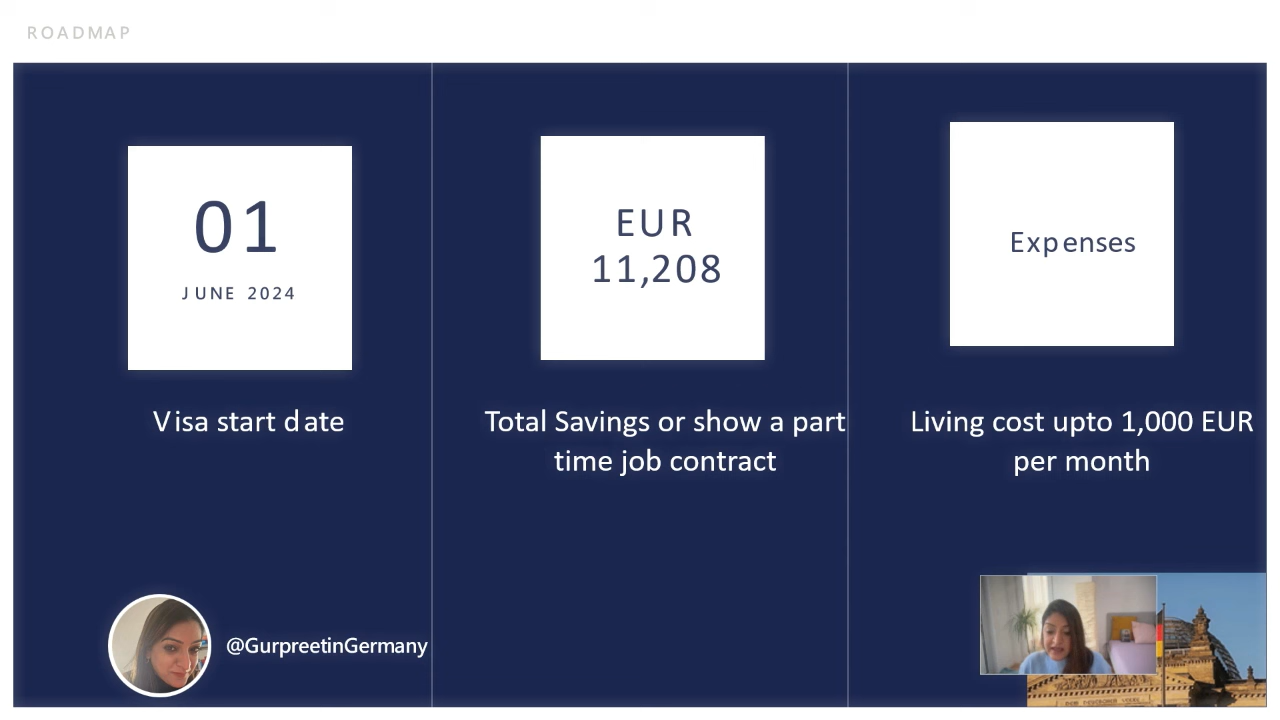 ROADMAP
01
JUNE 2024
Visa start date
EUR
11,208
Total Savings or show a part
time job contract
Expenses
Living cost upto 1,000 EUR
per month
@GurpreetinGermany